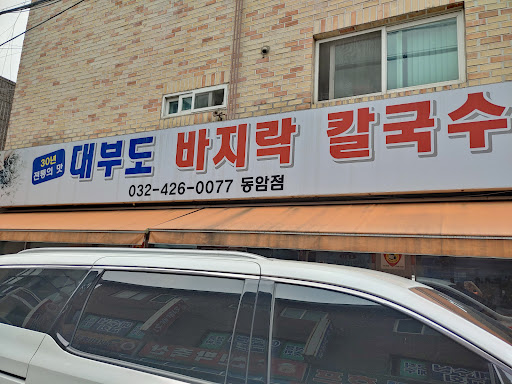 30년
전통의 맛
대부도 바지락 칼국수
032-426-0077 동암점